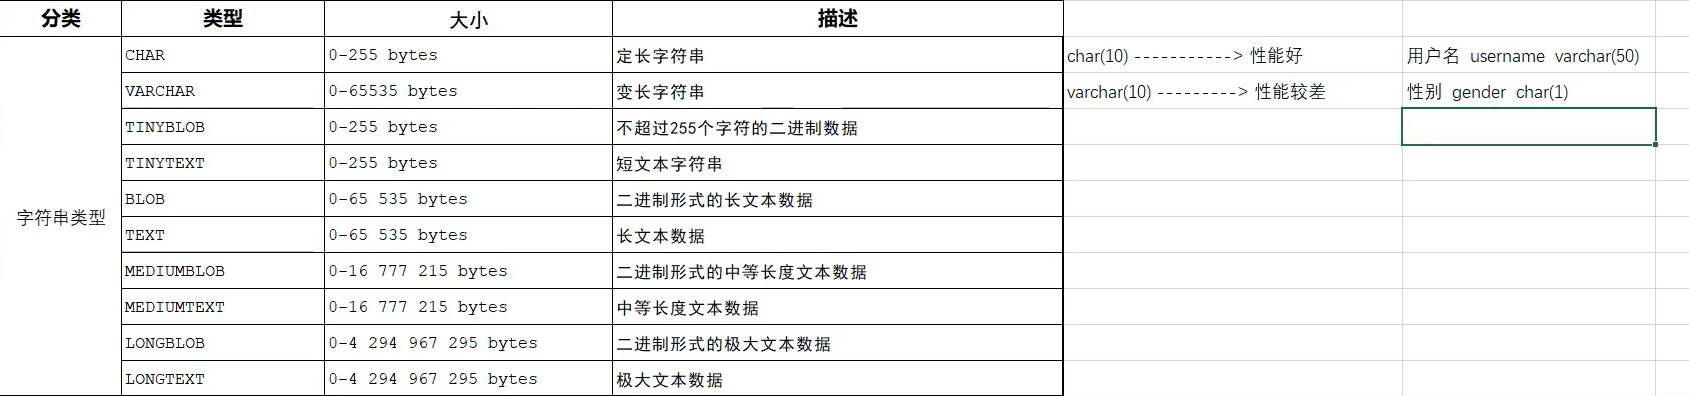 分类 类型 大小 描述
CHAR 0-255 bytes 定长字符串 char(10) -----------> 性能好 用户名 username varchar(50)
VARCHAR 0-65535 bytes 变长字符串 varchar(10) ---------> 性能较差 性别 gender char(1)
TINYBLOB 0-255 bytes 不超过255个字符的二进制数据
TINYTEXT 0-255 bytes 短文本字符串
字符串类型 BLOB 0-65 535 bytes 二进制形式的长文本数据
TEXT 0-65 535 bytes 长文本数据
MEDIUMBLOB 0-16 777 215 bytes 二进制形式的中等长度文本数据
MEDIUMTEXT 0-16 777 215 bytes 中等长度文本数据
LONGBLOB 0-4 294 967 295 bytes 二进制形式的极大文本数据
LONGTEXT 0-4 294 967 295 bytes 极大文本数据